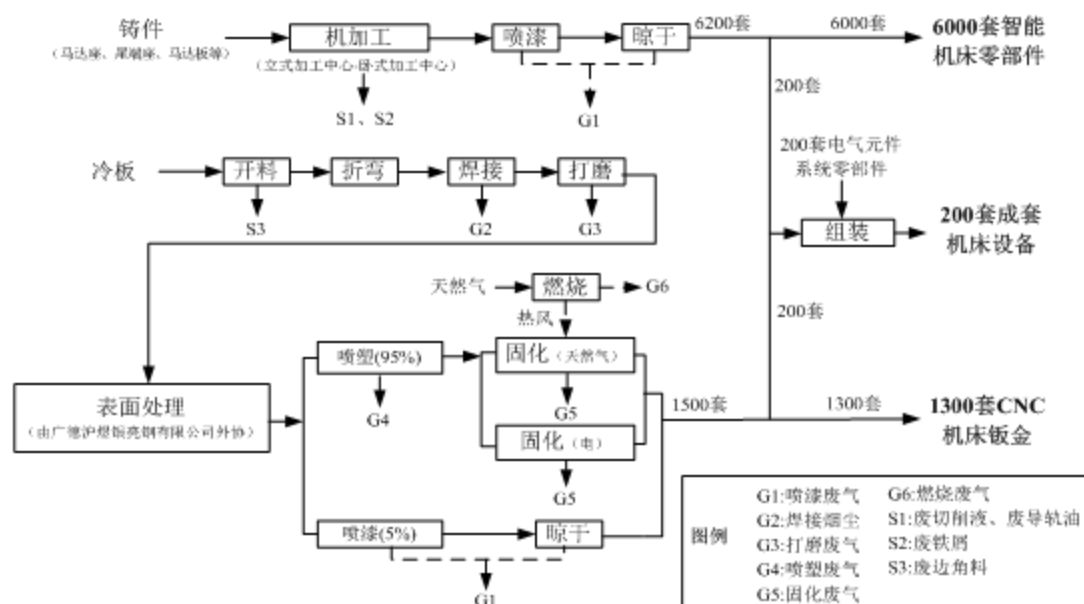 铸件
（马达座、尾端座、马达板等）
机加工
（立式加工中心 卧式加工中心）
喷漆
晾干
6200套
6000套
6000套智能
机床零部件
S1、S2
G1
200套
冷板
开料
折弯
焊接
打磨
200套电气元件
系统零部件
S3
G2
G3
组装
200套成套
机床设备
天然气
燃烧
G6
热风
200套
喷塑(95%)
固化（天然气）
G4
G5
表面处理
（由广德沪煜银亮钢有限公司外协）
固化（电）
G5
1500套
1300套
1300套CNC
机床钣金
喷漆(5%)
晾干
G1
图例
G1:喷漆废气
G2:焊接烟尘
G3:打磨废气
G4:喷塑废气
G5:固化废气
G6:燃烧废气
S1:废切削液、废导轨油
S2:废铁屑
S3:废边角料